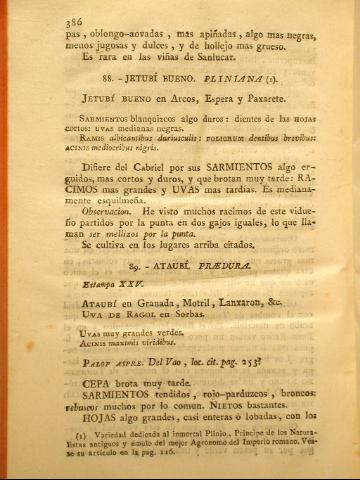 386
pas, oblongo-aovadas, mas apiñadas, algo mas negras,
menos jugosas y dulces, y de hollejo mas grueso.
Es rara en las viñas de Sanlucar.
88. - JETUBÍ BUENO. PLINIANA (1).
JETUBÍ BUENO en Arcos, Espera y Paxarete.
SARMIENTOS blanquizcos algo duros: dientes de las HOJAS
cortos: UVAS medianas negras.
RAMIS albicantibus duriusculis: FOLIORUM dentibus brevibus:
ACINIS mediocribus nigris.
Difiere del Cabriel por sus SARMIENTOS algo er-
guidos, mas cortos y duros, y que brotan muy tarde: RA-
CIMOS mas grandes y UVAS mas tardias. Es mediana-
mente esquilmeña.
Observacion. He visto muchos racimos de este vidue-
ño partidos por la punta en dos gajos iguales, lo que lla-
man ser mellizos por la punta.
Se cultiva en los lugares arriba citados.
89. - ATAUBÍ. PRÆDURA.
Estampa XXV.
ATAUBÍ en Granada, Motril, Lanxaron, &c.
UVA DE RAGOL en Sorbas.
UVAS muy grandes verdes.
ACINIS maximis viridibus.
PALOP ASPRE. Del Vao, loc. cit. pag. 253?
CEPA brota muy tarde.
SARMIENTOS tendidos, rojo-parduzcos, broncos:
rebuscos muchos por lo comun. NIETOS bastantes.
HOJAS algo grandes, casi enteras ó lobadas, con los
(1) Variedad dedicada al inmortal Plinio, Príncipe de los Natura-
listas antiguos y émulo del mejor Agrónomo del Imperio romano. Véa-
se su artículo en la pag. 116.